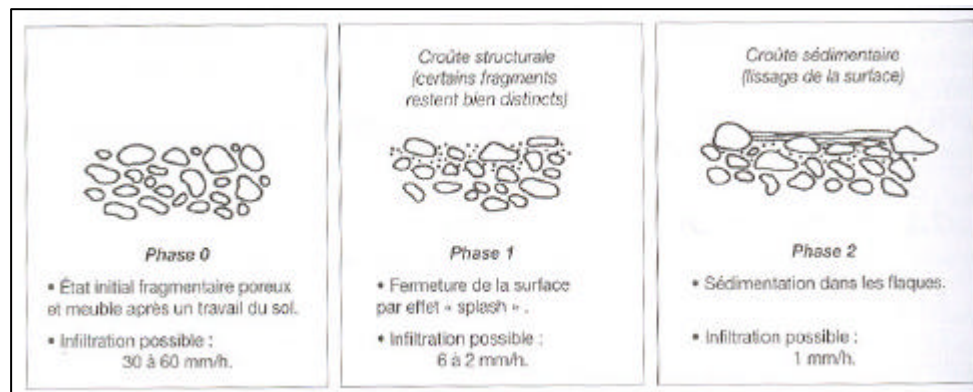 Phase 0
• État initial fragmentaire poreux
et meuble après un travail du sol.
• Infiltration possible :
30 à 60 mm/h.
Croûte structurale
(certains fragments
restent bien distincts)
Phase 1
• Fermeture de la surface
par effet « splash ».
• Infiltration possible :
6 à 2 mm/h.
Croûte sédimentaire
(lissage de la surface)
Phase 2
• Sédimentation dans les flaques.
• Infiltration possible :
1 mm/h.